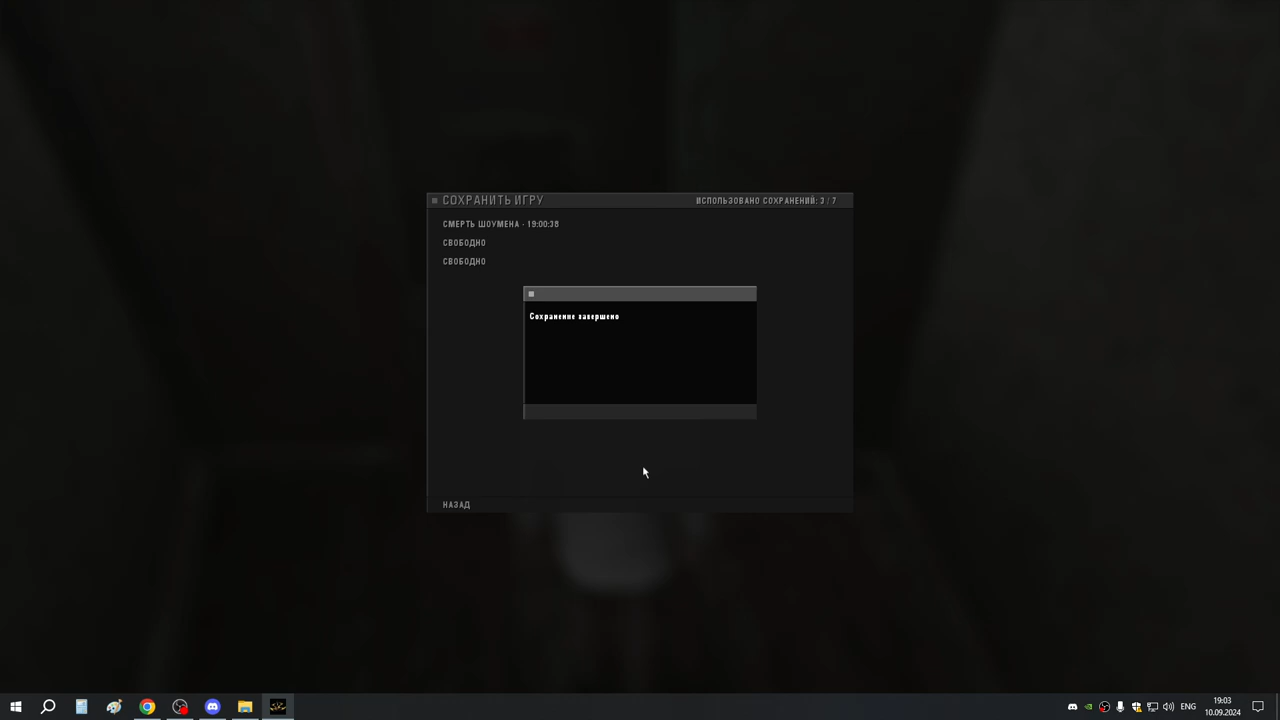 СОХРАНИТЬ ИГРУ
ИСПОЛЬЗОВАНО СОХРАНЕНИЙ: 3 / 7
СМЕРТЬ ШОУМЕНА - 19:00:38
СВОБОДНО
СВОБОДНО
Сохранение завершено
НАЗАД
ENG
19:03
10.09.2024